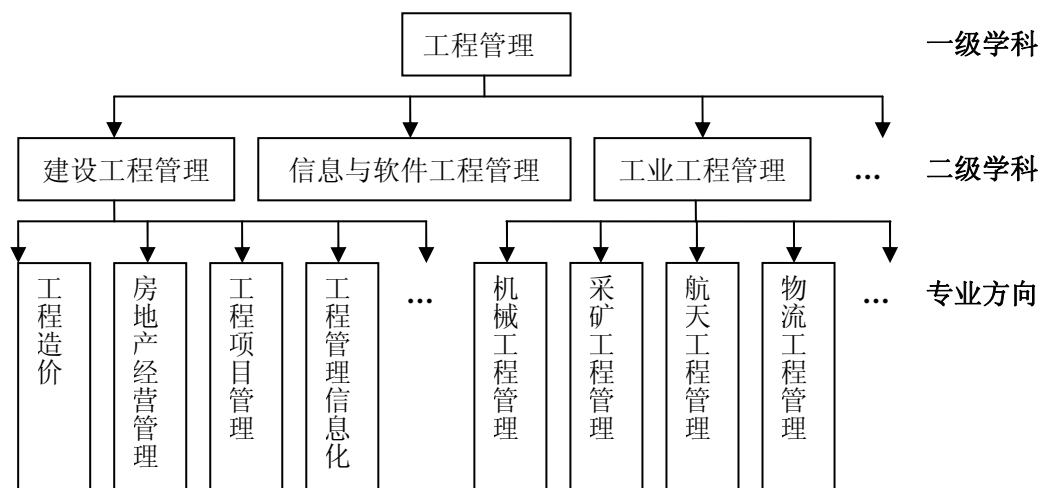 工程管理
一级学科
建设工程管理
信息与软件工程管理
工业工程管理
...
二级学科
工程造价
房地产经营管理
工程项目管理
工程管理信息化
...
机械工程管理
采矿工程管理
航天工程管理
物流工程管理
...
专业方向